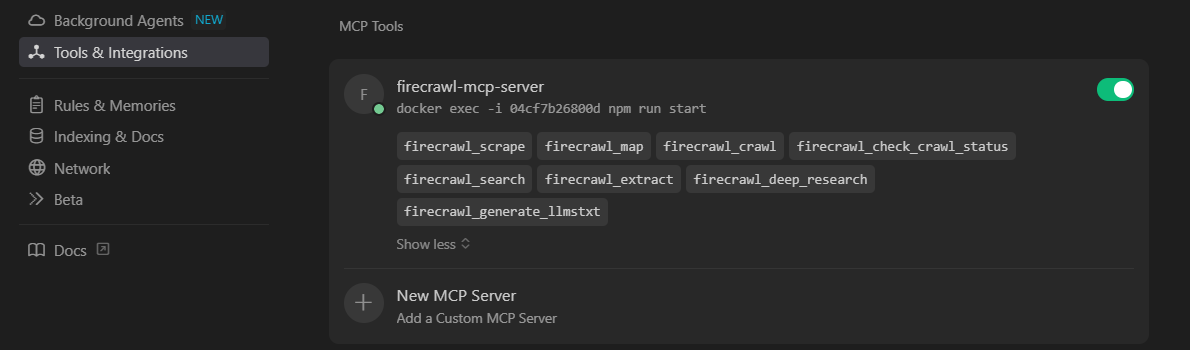 Background Agents NEW
Tools & Integrations
Rules & Memories
Indexing & Docs
Network
Beta
Docs
MCP Tools
F
firecrawl-mcp-server
docker exec -i 04cf7b26800d npm run start
firecrawl_scrape firecrawl_map firecrawl_crawl firecrawl_check_crawl_status
firecrawl_search firecrawl_extract firecrawl_deep_research
firecrawl_generate_llmstxt
Show less
New MCP Server
Add a Custom MCP Server